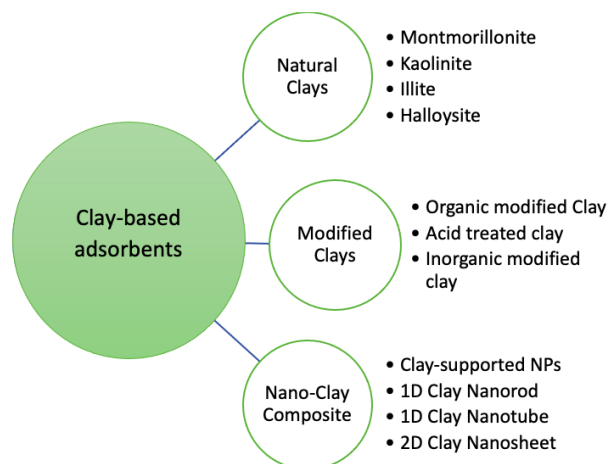 Clay-based
adsorbents
Natural
Clays
• Montmorillonite
• Kaolinite
• Illite
• Halloysite
Modified
Clays
• Organic modified Clay
• Acid treated clay
• Inorganic modified
clay
Nano-Clay
Composite
• Clay-supported NPs
• 1D Clay Nanorod
• 1D Clay Nanotube
• 2D Clay Nanosheet